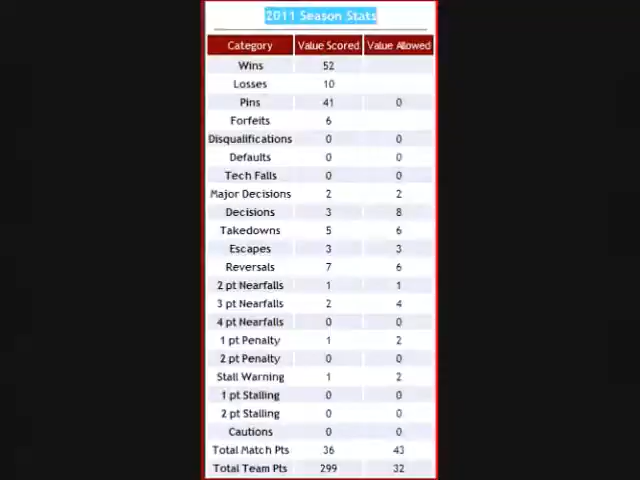 2011 Season Stats
Category Value Scored Value Allowed
Wins 52
Losses 10
Pins 41 0
Forfeits 6
Disqualifications 0 0
Defaults 0 0
Tech Falls 0 0
Major Decisions 2 2
Decisions 3 8
Takedowns 5 6
Escapes 3 3
Reversals 7 6
2 pt Nearfalls 1 1
3 pt Nearfalls 2 4
4 pt Nearfalls 0 0
1 pt Penalty 1 2
2 pt Penalty 0 0
Stall Warning 1 2
1 pt Stalling 0 0
2 pt Stalling 0 0
Cautions 0 0
Total Match Pts 36 43
Total Team Pts 299 32